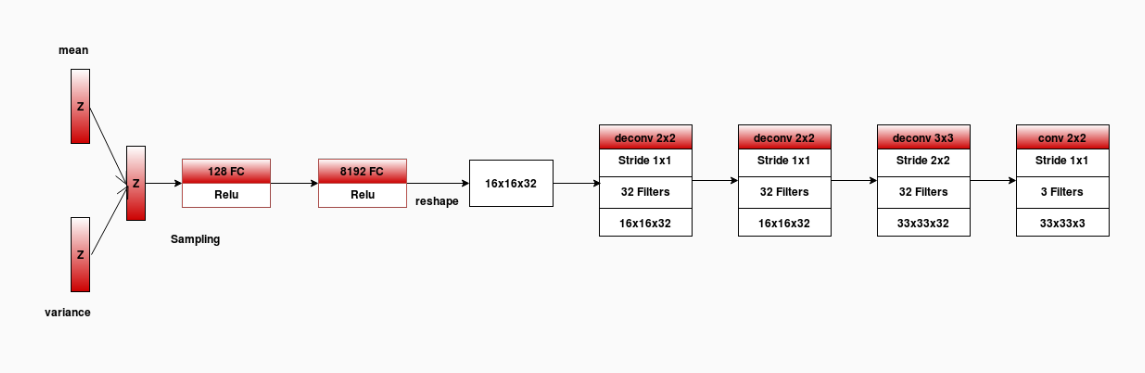 mean
Z
Z
Z
variance
Sampling
128 FC
Relu
8192 FC
Relu
reshape
16x16x32
deconv 2x2
Stride 1x1
32 Filters
16x16x32
deconv 2x2
Stride 1x1
32 Filters
16x16x32
deconv 3x3
Stride 2x2
32 Filters
33x33x32
conv 2x2
Stride 1x1
3 Filters
33x33x3